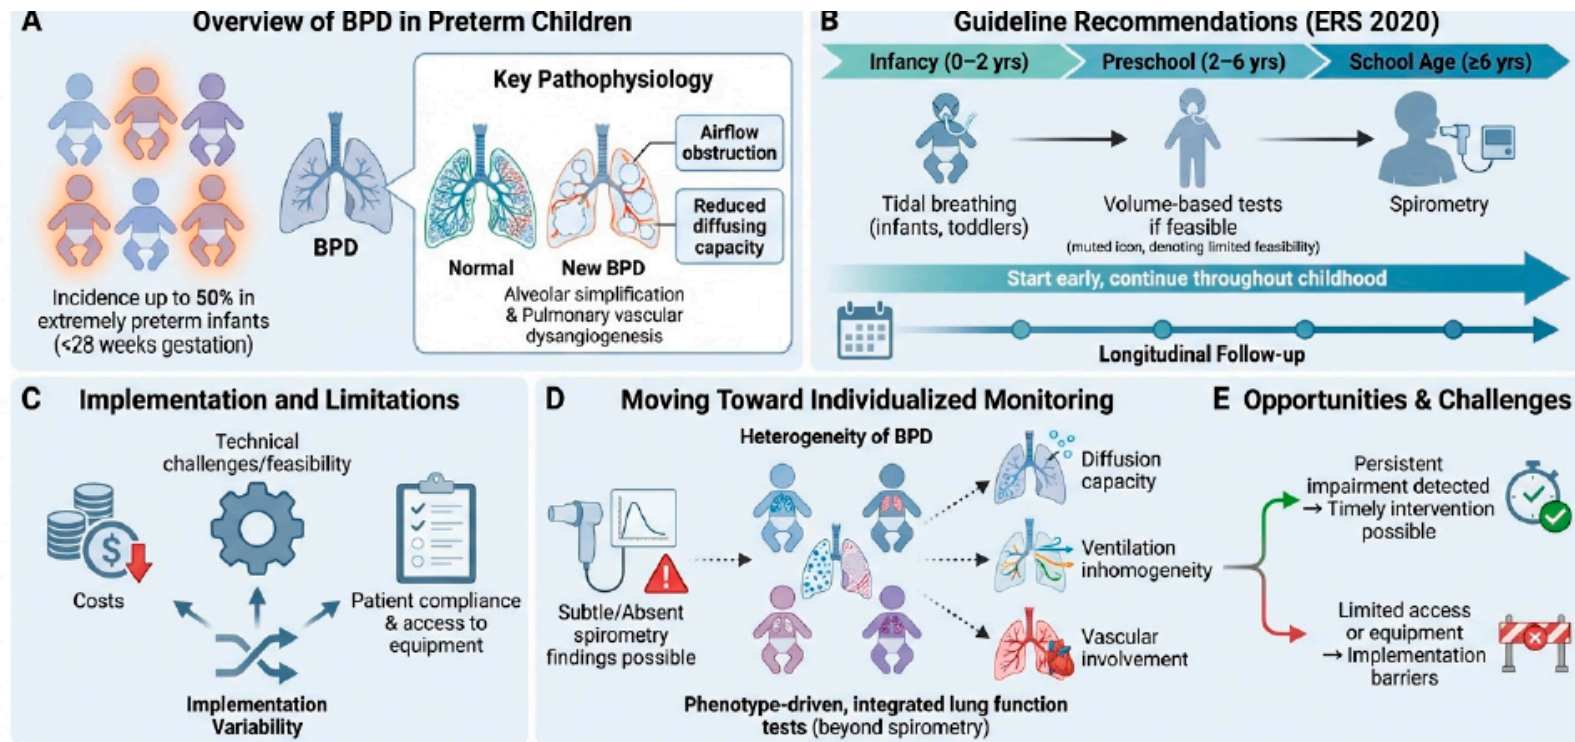 A
Overview of BPD in Preterm Children
Incidence up to 50% in
extremely preterm infants
(<28 weeks gestation)
BPD
Key Pathophysiology
Airflow
obstruction
Reduced
diffusing
capacity
Normal
New BPD
Alveolar simplification
& Pulmonary vascular
dysangiogenesis
B
Guideline Recommendations (ERS 2020)
Infancy (0–2 yrs)
Preschool (2–6 yrs)
School Age (≥6 yrs)
Tidal breathing
(infants, toddlers)
Volume-based tests
if feasible
(muted icon, denoting limited feasibility)
Spirometry
Start early, continue throughout childhood
Longitudinal Follow-up
C
Implementation and Limitations
Technical
challenges/feasibility
$
Costs
Patient compliance
& access to
equipment
Implementation
Variability
D
Moving Toward Individualized Monitoring
Heterogeneity of BPD
!
Subtle/Absent
spirometry
findings possible
Diffusion
capacity
Ventilation
inhomogeneity
Vascular
involvement
Phenotype-driven, integrated lung function
tests (beyond spirometry)
E
Opportunities & Challenges
Persistent
impairment detected
→ Timely intervention
possible
Limited access
or equipment
→ Implementation
barriers